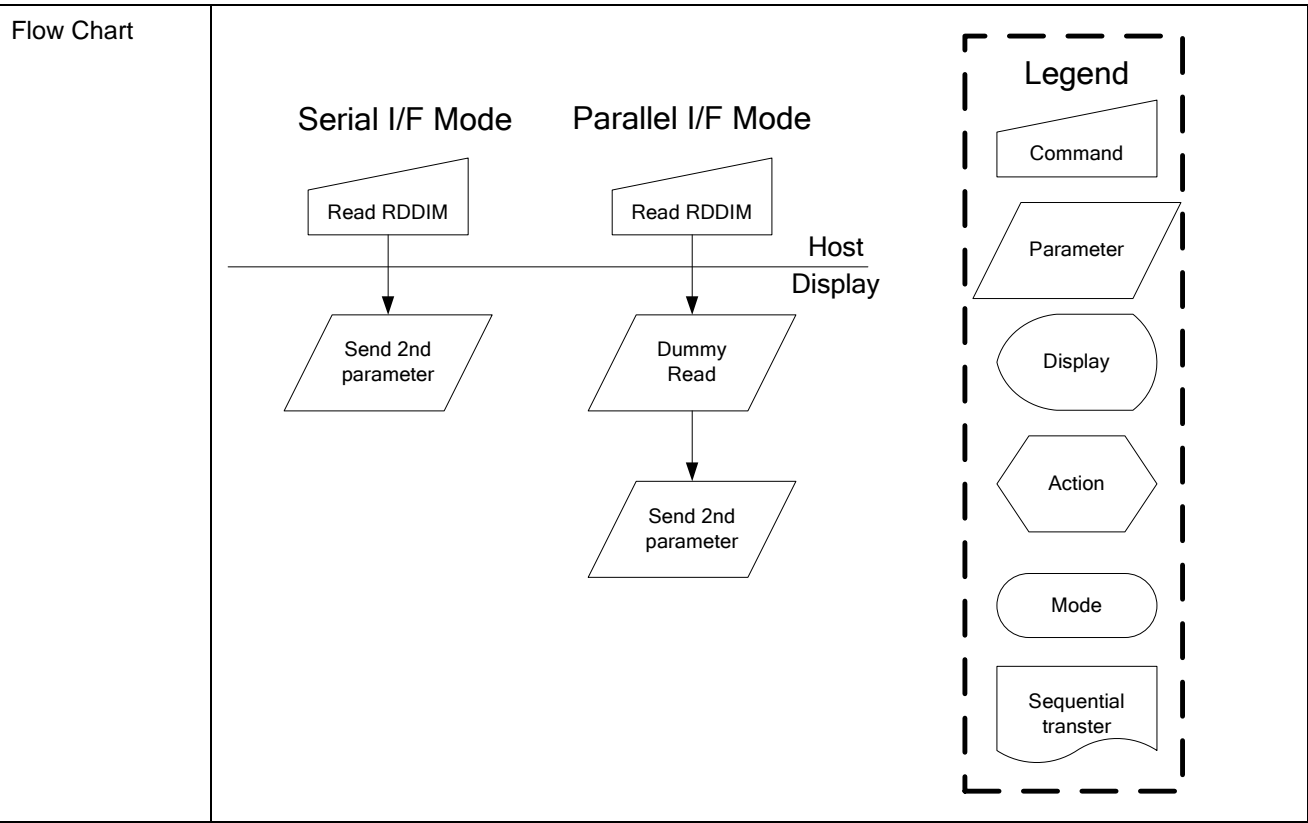 Flow Chart
Serial I/F Mode
Parallel I/F Mode
Read RDDIM
Read RDDIM
Host
Display
Send 2nd
parameter
Dummy
Read
Send 2nd
parameter
Legend
Command
Parameter
Display
Action
Mode
Sequential
transter